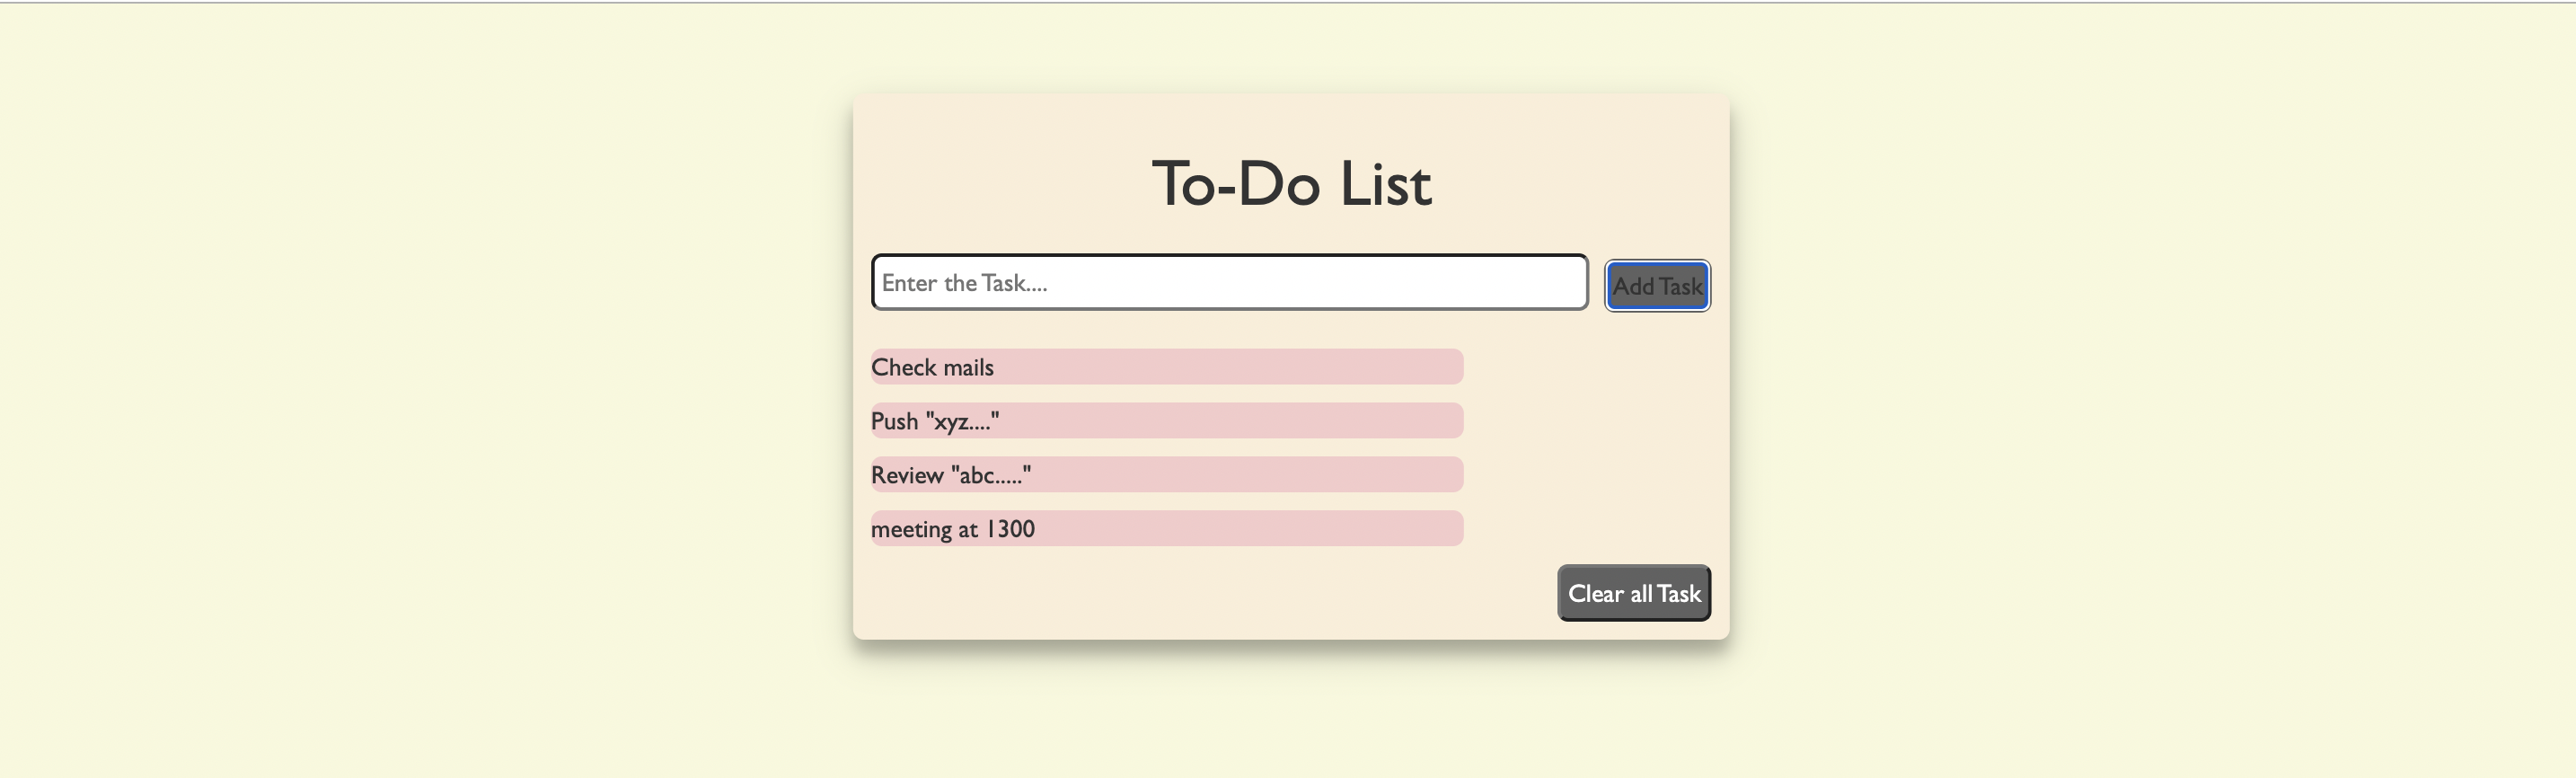 To-Do List
Enter the Task....
Add Task
Check mails
Push "xyz...."
Review "abc....."
meeting at 1300
Clear all Task